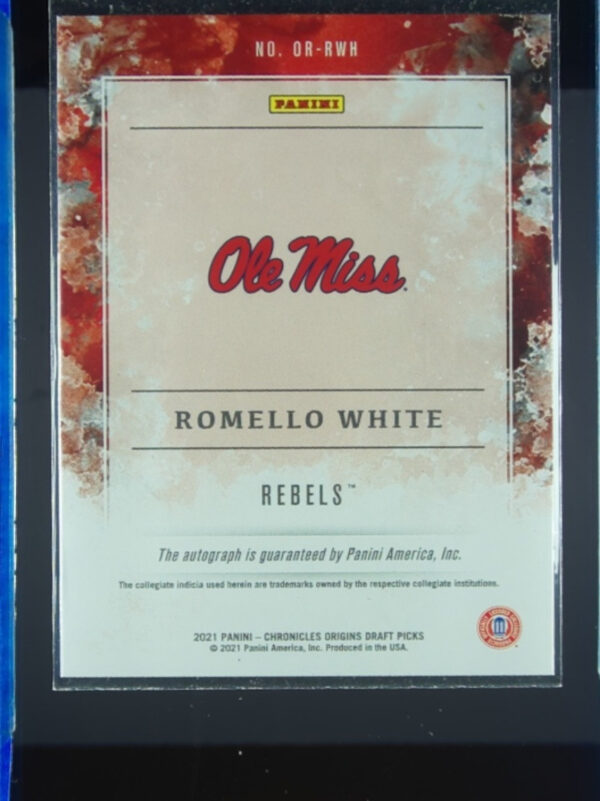 NO. OR-RWH
PANINI
Ole Miss
ROMELLO WHITE
REBELS™
The autograph is guaranteed by Panini America, Inc.
The collegiate indicia used herein are trademarks owned by the respective collegiate institutions.
2021 PANINI – CHRONICLES ORIGINS DRAFT PICKS
© 2021 Panini America, Inc. Produced in the USA.